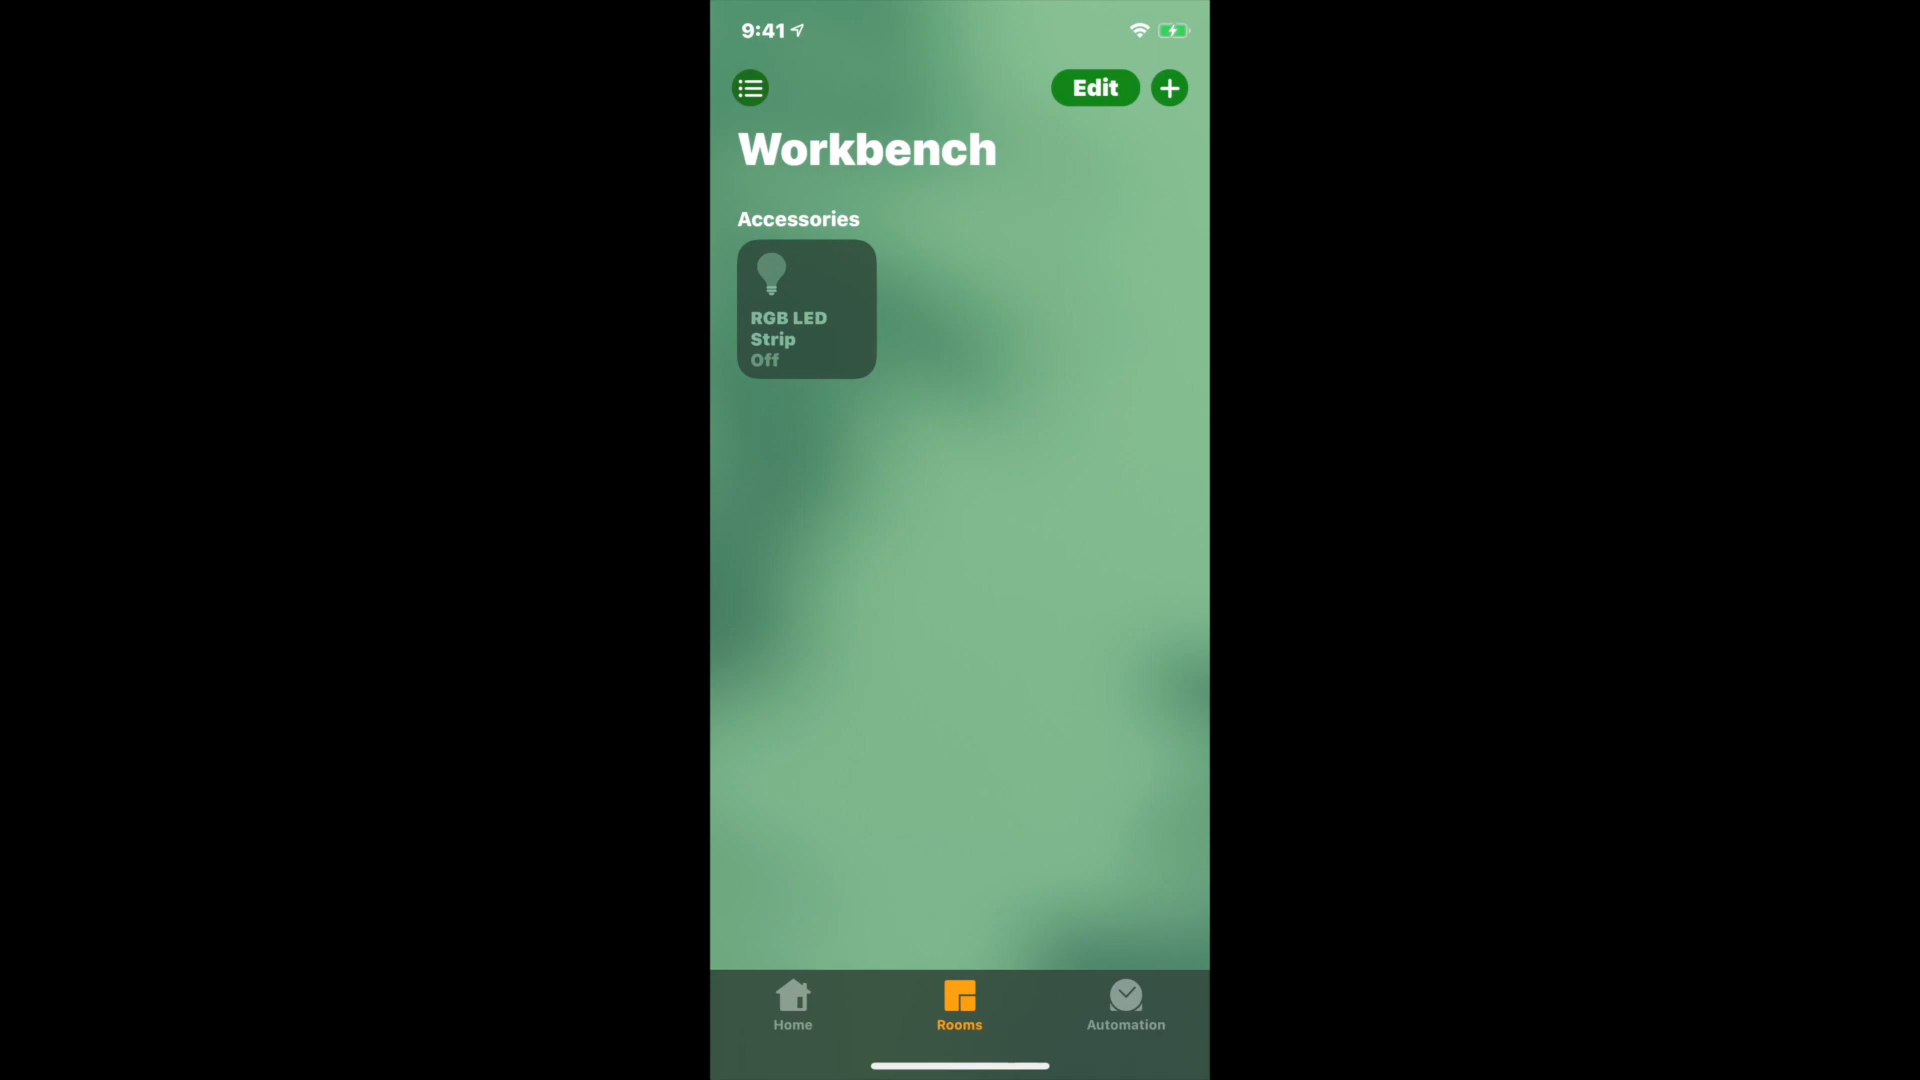 9:41
Edit
Workbench
Accessories
RGB LED
Strip
Off
Home
Rooms
Automation